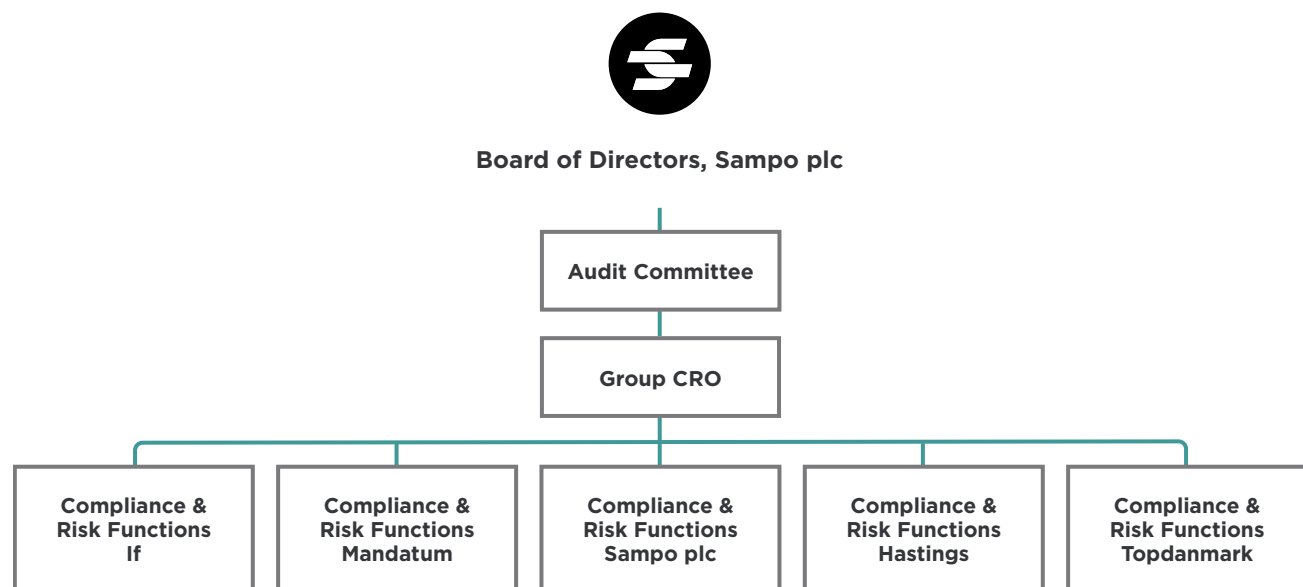 Board of Directors, Sampo plc
Audit Committee
Group CRO
Compliance &
Risk Functions
If
Compliance &
Risk Functions
Mandatum
Compliance &
Risk Functions
Sampo plc
Compliance &
Risk Functions
Hastings
Compliance &
Risk Functions
Topdanmark